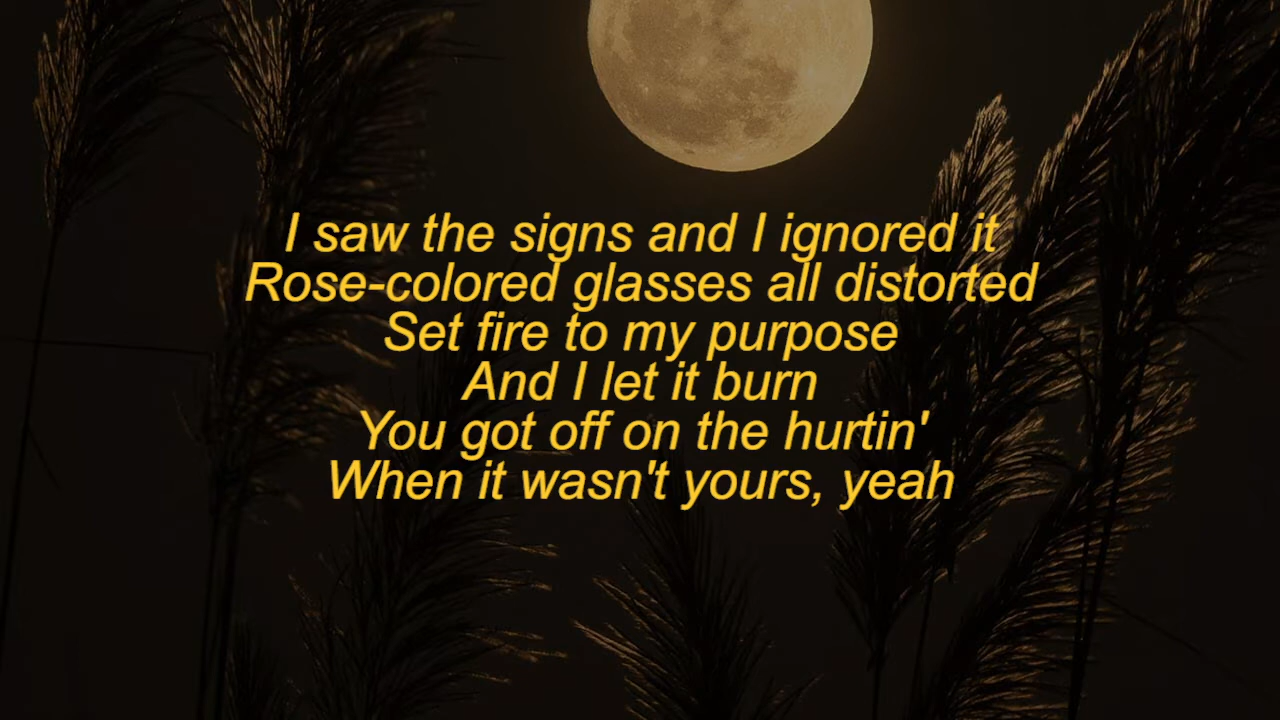 I saw the signs and I ignored it
Rose-colored glasses all distorted
Set fire to my purpose
And I let it burn
You got off on the hurtin'
When it wasn't yours, yeah